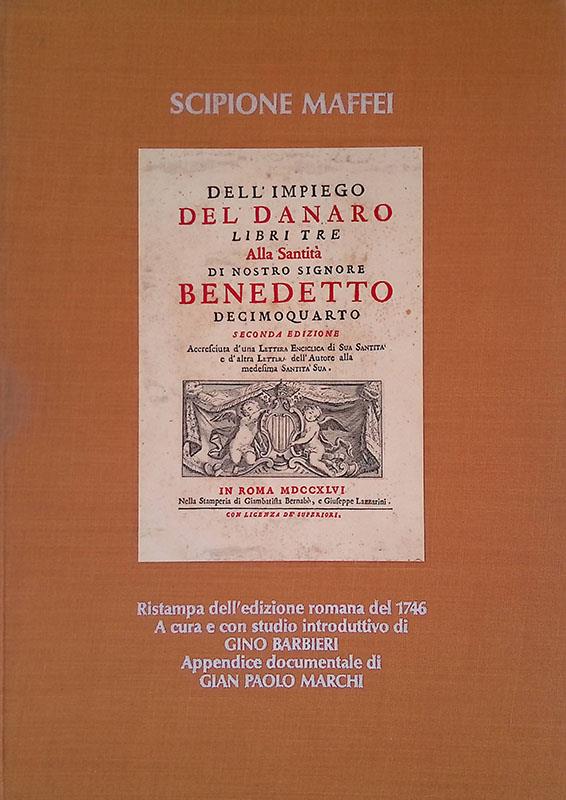 SCIPIONE MAFFEI
DELL'IMPIEGO
DEL DANARO
LIBRI TRE
Alla Santità
DI NOSTRO SIGNORE
BENEDETTO
DECIMOQUARTO
SECONDA EDIZIONE
Accresciuta d'una LETTERA ENCICLICA di SUA SANTITA'
e d'altra LETTERA dell'Autore alla
medesima SANTITA' SUA.
IN ROMA MDCCXLVI
Nella Stamperia di Giambatista Bernabò, e Giuseppe Lazzarini.
CON LICENZA DE' SUPERIORI.
Ristampa dell'edizione romana del 1746
A cura e con studio introduttivo di
GINO BARBIERI
Appendice documentale di
GIAN PAOLO MARCHI